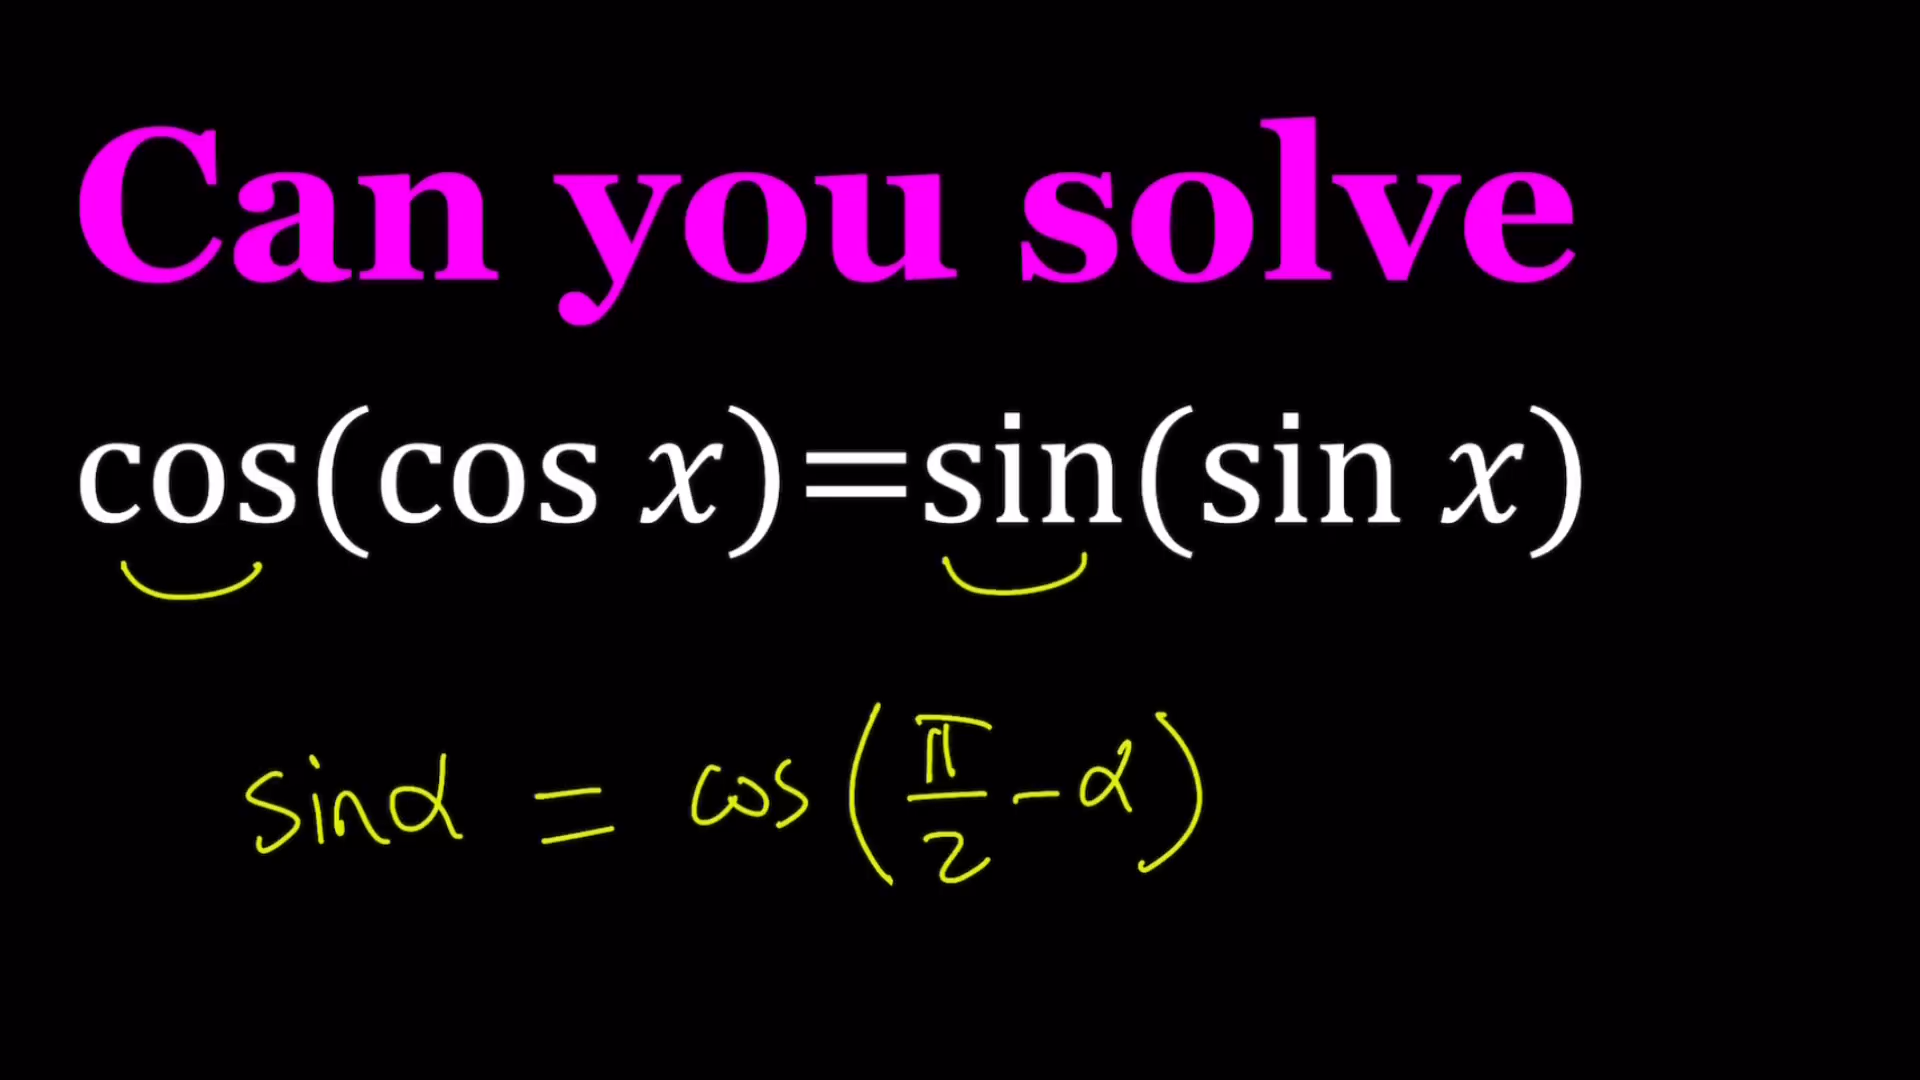 Can you solve
cos(cos x)=sin(sin x)
sinα = cos(π/2 - α)